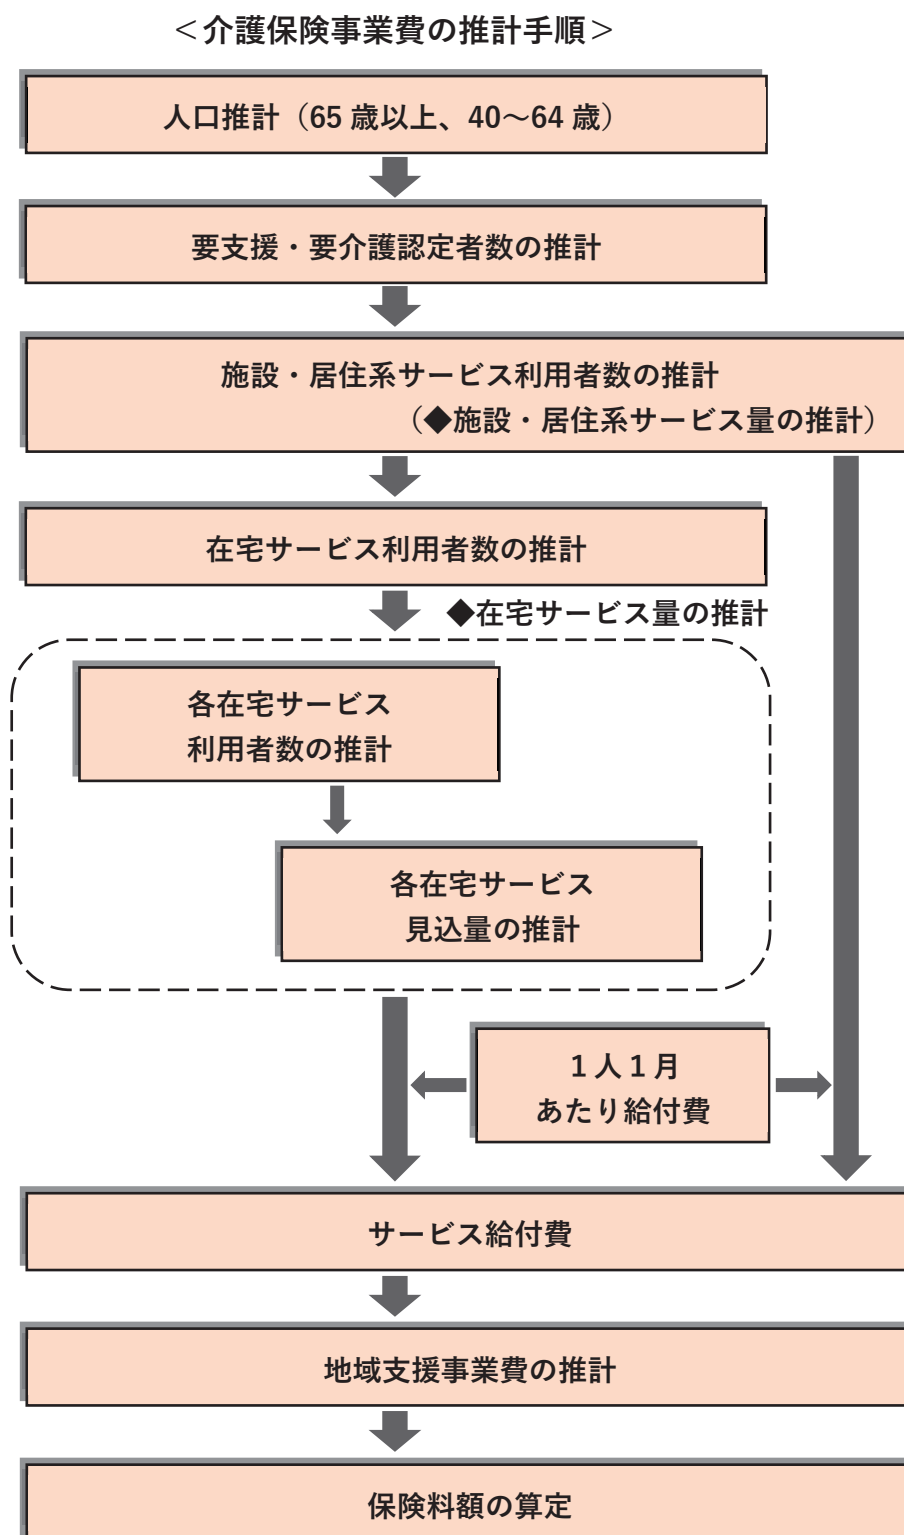 ＜介護保険事業費の推計手順＞
人口推計（65 歳以上、40～64 歳）
要支援・要介護認定者数の推計
施設・居住系サービス利用者数の推計
（◆施設・居住系サービス量の推計）
在宅サービス利用者数の推計
◆在宅サービス量の推計
各在宅サービス
利用者数の推計
各在宅サービス
見込量の推計
１人１月
あたり給付費
サービス給付費
地域支援事業費の推計
保険料額の算定